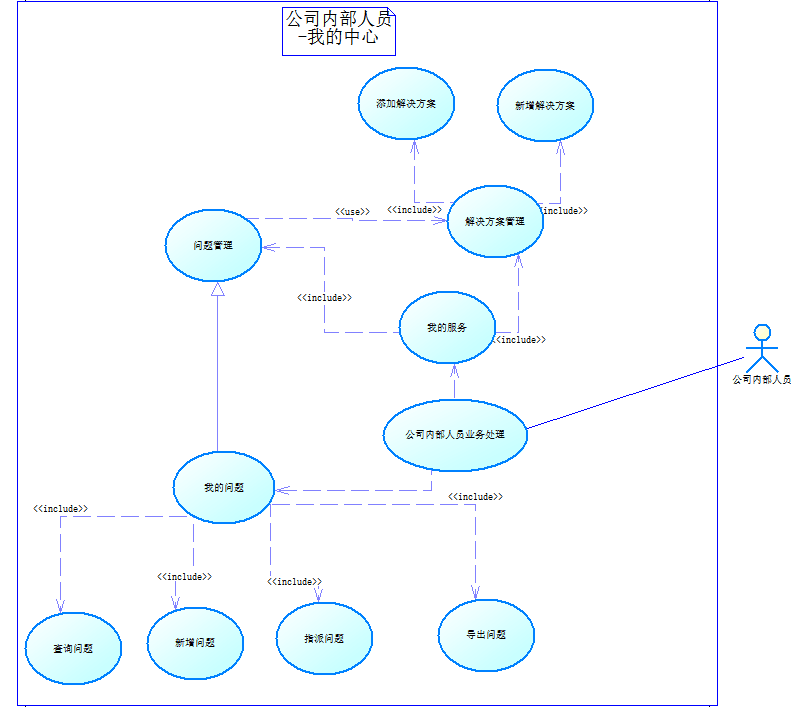 公司内部人员
-我的中心
添加解决方案
新增解决方案
<<use>>
<<include>>
include>>
解决方案管理
问题管理
<<include>>
我的服务
<<include>>
公司内部人员
公司内部人员业务处理
我的问题
<<include>>
<<include>>
<<include>>
<<include>>
查询问题
新增问题
指派问题
导出问题